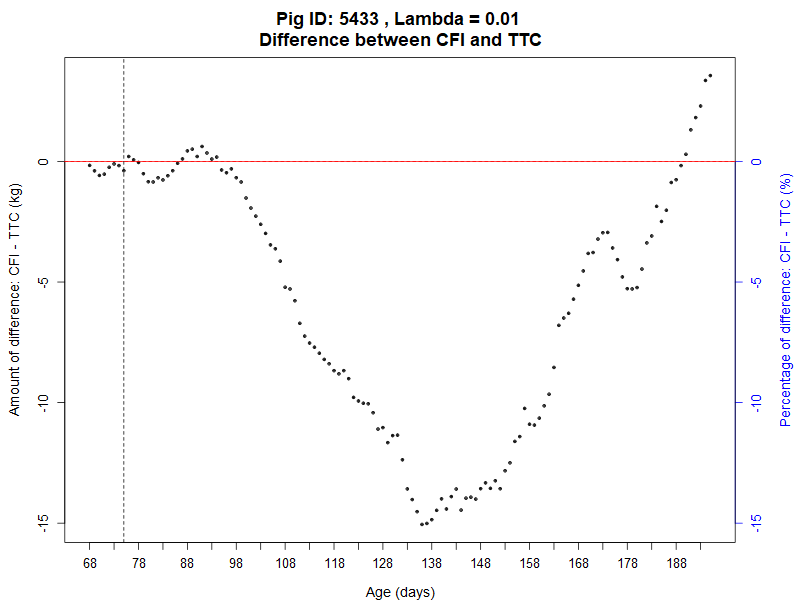 Pig ID: 5433 , Lambda = 0.01
Difference between CFI and TTC
Amount of difference: CFI - TTC (kg)
0
-5
-10
-15
0
-5
-10
-15
Percentage of difference: CFI - TTC (%)
68 78 88 98 108 118 128 138 148 158 168 178 188
Age (days)